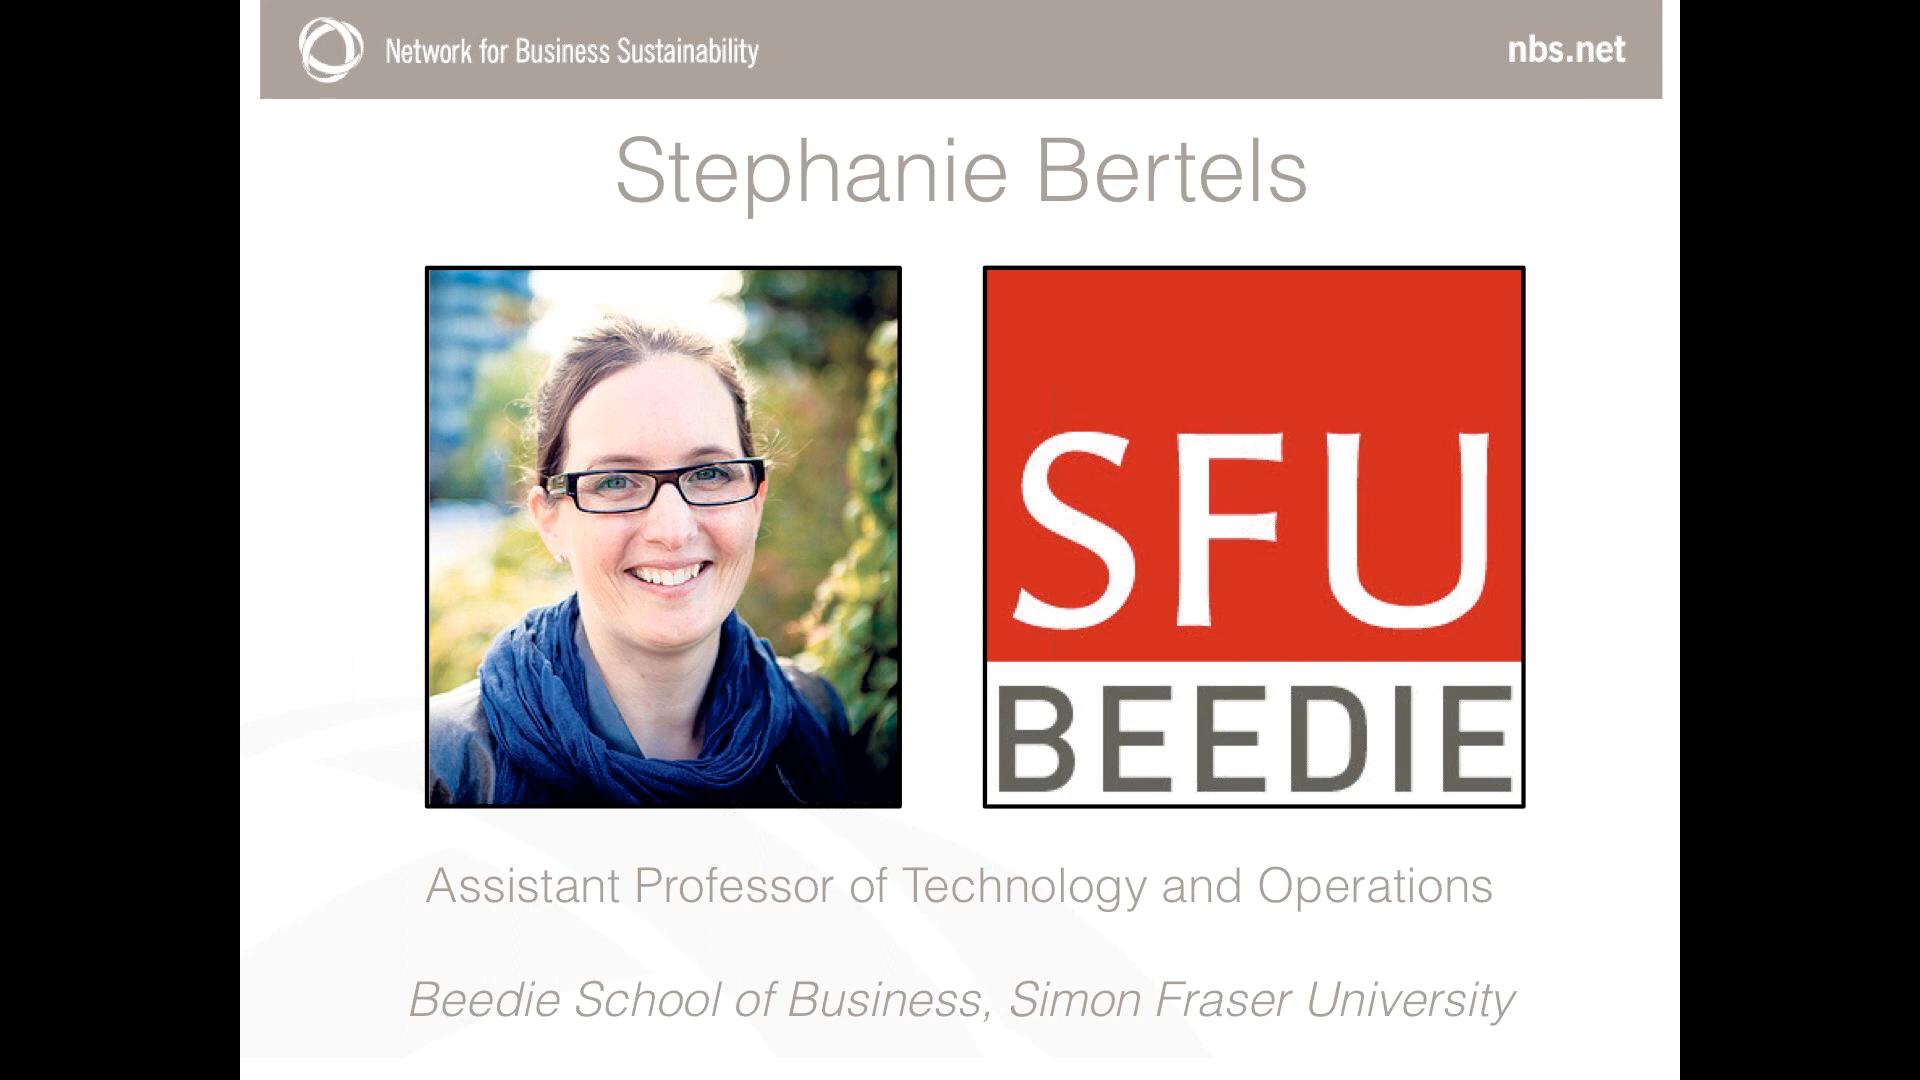 Network for Business Sustainability
nbs.net
Stephanie Bertels
SFU
BEEDIE
Assistant Professor of Technology and Operations
Beedie School of Business, Simon Fraser University